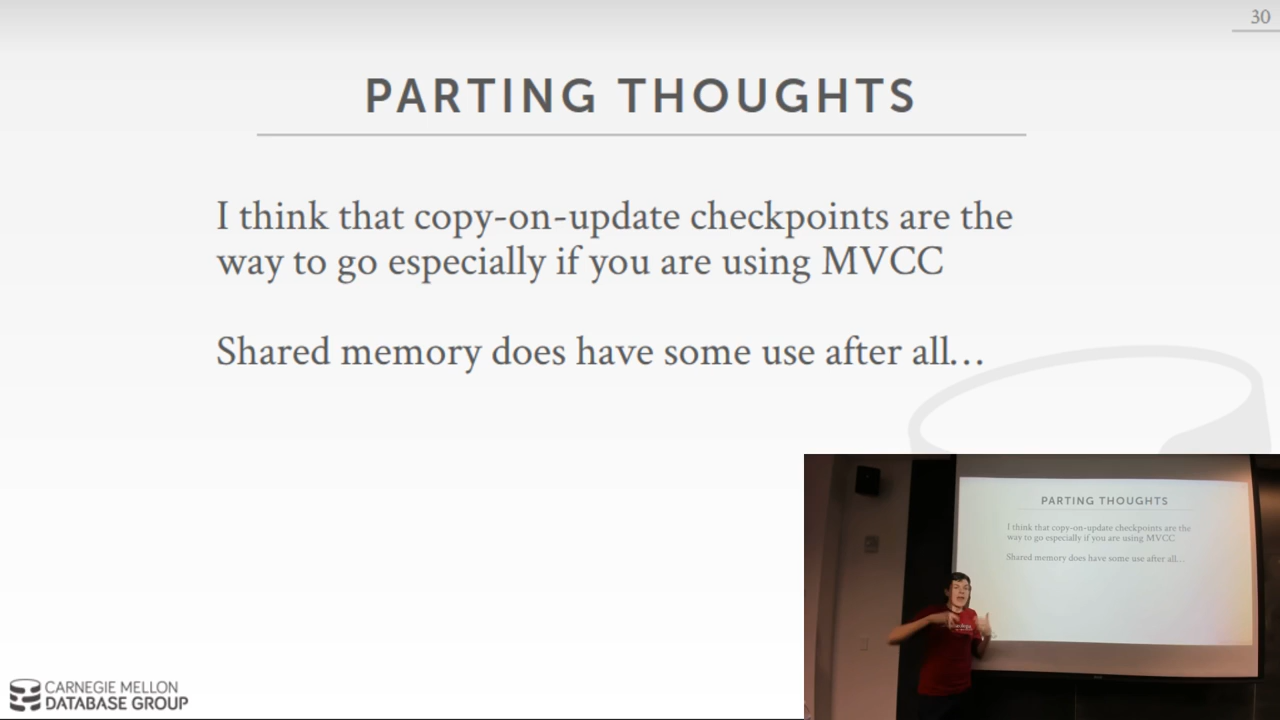 30
PARTING THOUGHTS
I think that copy-on-update checkpoints are the
way to go especially if you are using MVCC
Shared memory does have some use after all…
PARTING THOUGHTS
I think that copy-on-update checkpoints are the
way to go especially if you are using MVCC
Shared memory does have some use after all…
CARNEGIE MELLON
DATABASE GROUP